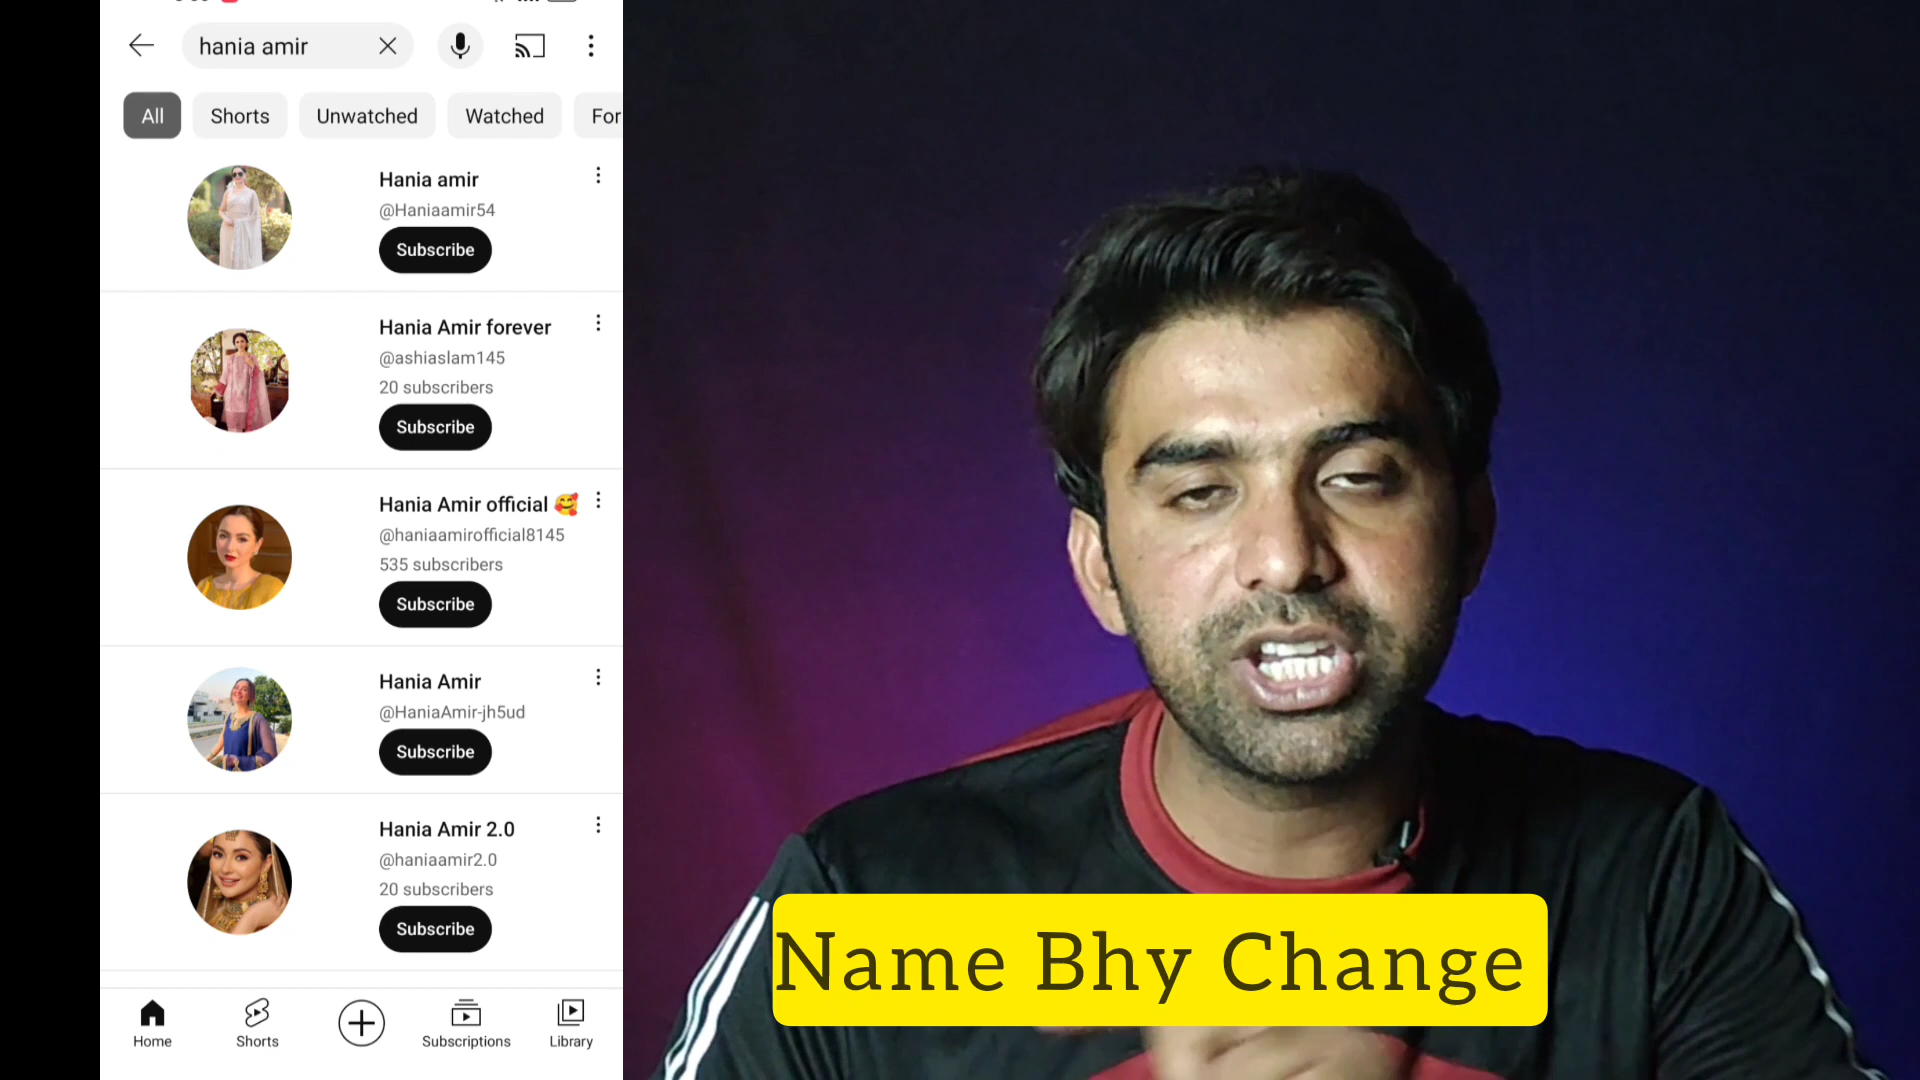 hania amir
All Shorts Unwatched Watched For
Hania amir
@Haniaamir54
Subscribe
Hania Amir forever
@ashiaslam145
20 subscribers
Subscribe
Hania Amir official 🥰
@haniaamirofficial8145
535 subscribers
Subscribe
Hania Amir
@HaniaAmir-jh5ud
Subscribe
Hania Amir 2.0
@haniaamir2.0
20 subscribers
Subscribe
Home Shorts Subscriptions Library
Name Bhy Change